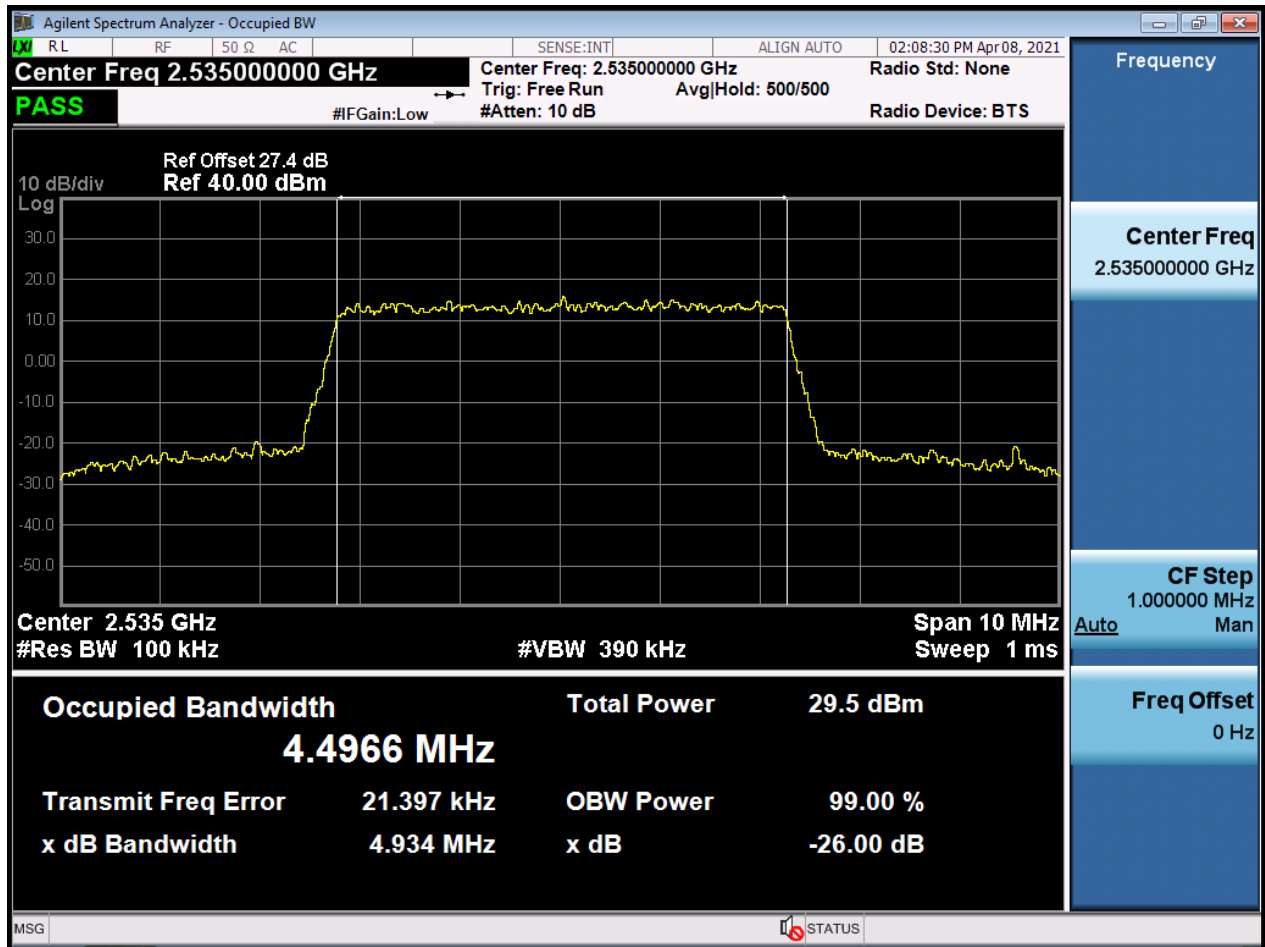 Agilent Spectrum Analyzer - Occupied BW
LXI RL RF 50 Ω AC SENSE:INT ALIGN AUTO 02:08:30 PM Apr 08, 2021
Center Freq 2.535000000 GHz
Center Freq: 2.535000000 GHz Radio Std: None
Trig: Free Run Avg|Hold: 500/500
PASS
#IFGain:Low #Atten: 10 dB Radio Device: BTS
Ref Offset 27.4 dB
10 dB/div Ref 40.00 dBm
Log
30.0
20.0
10.0
0.00
-10.0
-20.0
-30.0
-40.0
-50.0
Center 2.535 GHz Span 10 MHz
#Res BW 100 kHz #VBW 390 kHz Sweep 1 ms
Occupied Bandwidth Total Power 29.5 dBm
4.4966 MHz
Transmit Freq Error 21.397 kHz OBW Power 99.00 %
x dB Bandwidth 4.934 MHz x dB -26.00 dB
Frequency
Center Freq
2.535000000 GHz
CF Step
1.000000 MHz
Auto Man
Freq Offset
0 Hz
MSG STATUS